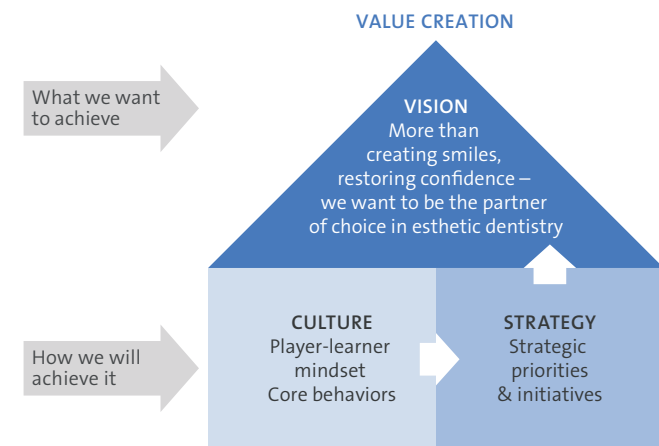 VALUE CREATION
What we want
to achieve
VISION
More than
creating smiles,
restoring confidence –
we want to be the partner
of choice in esthetic dentistry
How we will
achieve it
CULTURE
Player-learner
mindset
Core behaviors
STRATEGY
Strategic
priorities
& initiatives